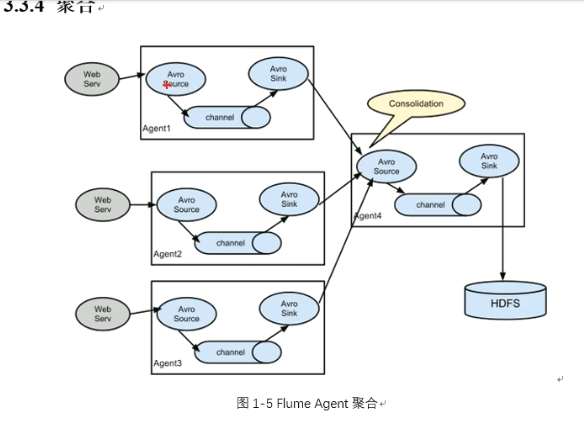 3.3.4 聚合
Web
Serv
Avro
Source
Avro
Sink
channel
Agent1
Consolidation
Web
Serv
Avro
Source
Avro
Sink
channel
Agent2
Avro
Source
Avro
Sink
channel
Agent4
Web
Serv
Avro
Source
Avro
Sink
channel
Agent3
HDFS
图 1-5 Flume Agent 聚合